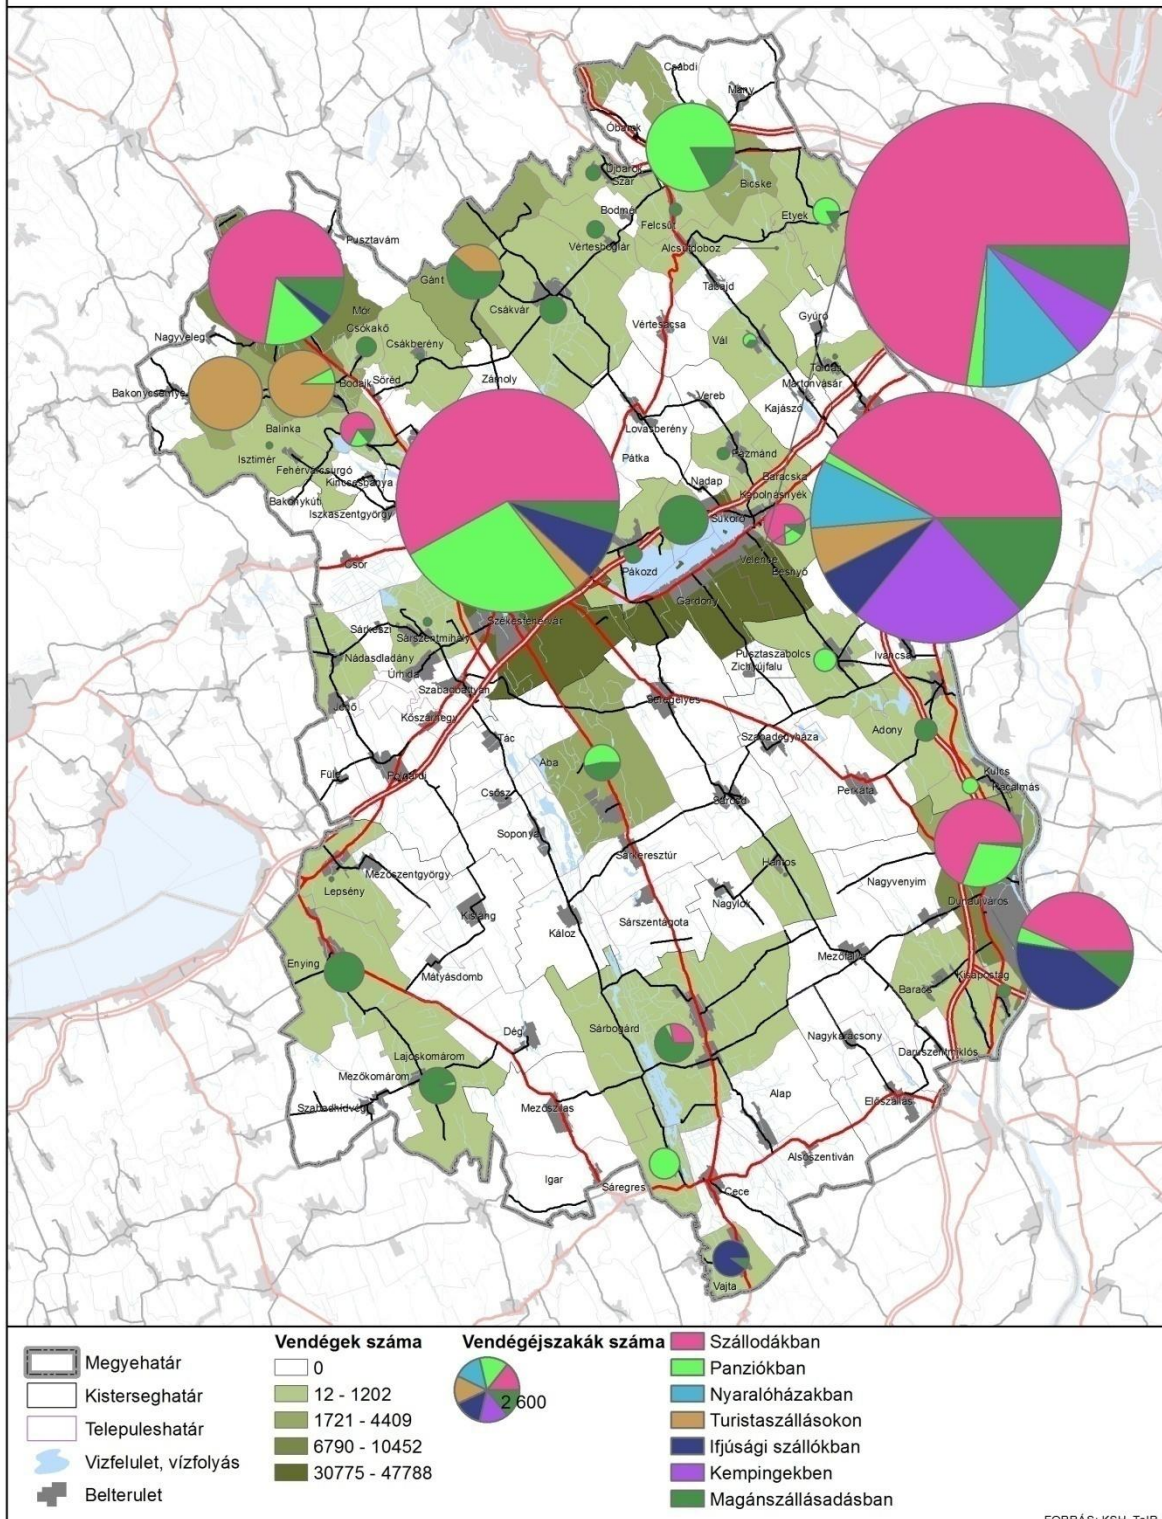 Csabdi
Mány
Óbarok
Újbarok
Szár
Bicske
Bodmér
Felcsút
Etyek
Vértesboglár
Alcsútdoboz
Pusztavám
Gánt
Tabajd
Mór
Csákvár
Vértesacsa
Gyúró
Nagyveleg
Csókakő
Csákberény
Vál
Tordas
Martonvásár
Bakonycsernye
Bodajk
Söréd
Zámoly
Vereb
Kajászó
Balinka
Lovasberény
Isztimér
Pátka
Pázmánd
Fehérvárcsurgó
Kincsesbánya
Nadap
Baracska
Bakonykúti
Kápolnásnyék
Iszkaszentgyörgy
Sukoró
Csór
Velence
Pákozd
Besnyő
Gárdony
Székesfehérvár
Sárkeszi
Sárszentmihály
Nádasdladány
Pusztaszabolcs
Iváncsa
Zichyújfalu
Úrhida
Szabadbattyán
Jenő
Seregélyes
Kőszárhegy
Adony
Tác
Szabadegyháza
Aba
Füle
Polgárdi
Kulcs
Rácalmás
Csősz
Perkáta
Sárosd
Soponya
Sárkeresztúr
Hantos
Mezőszentgyörgy
Lepsény
Nagyvenyim
Nagylók
Dunaújváros
Kisláng
Sárszentágota
Káloz
Mezőfalva
Enying
Mátyásdomb
Kisapostag
Baracs
Sárbogárd
Dég
Nagykarácsony
Lajoskomárom
Daruszentmiklós
Mezőkomárom
Szabadhídvég
Mezőszilas
Alap
Előszállás
Alsószentiván
Igar
Sáregres
Cece
Vajta
Megyehatár
Kisterseghatár
Telepuleshatár
Vizfelulet, vízfolyás
Belterulet
Vendégek száma
0
12 - 1202
1721 - 4409
6790 - 10452
30775 - 47788
Vendégéjszakák száma
2 600
Szállodákban
Panziókban
Nyaralóházakban
Turistaszállásokon
Ifjúsági szállókban
Kempingekben
Magánszállásadásban